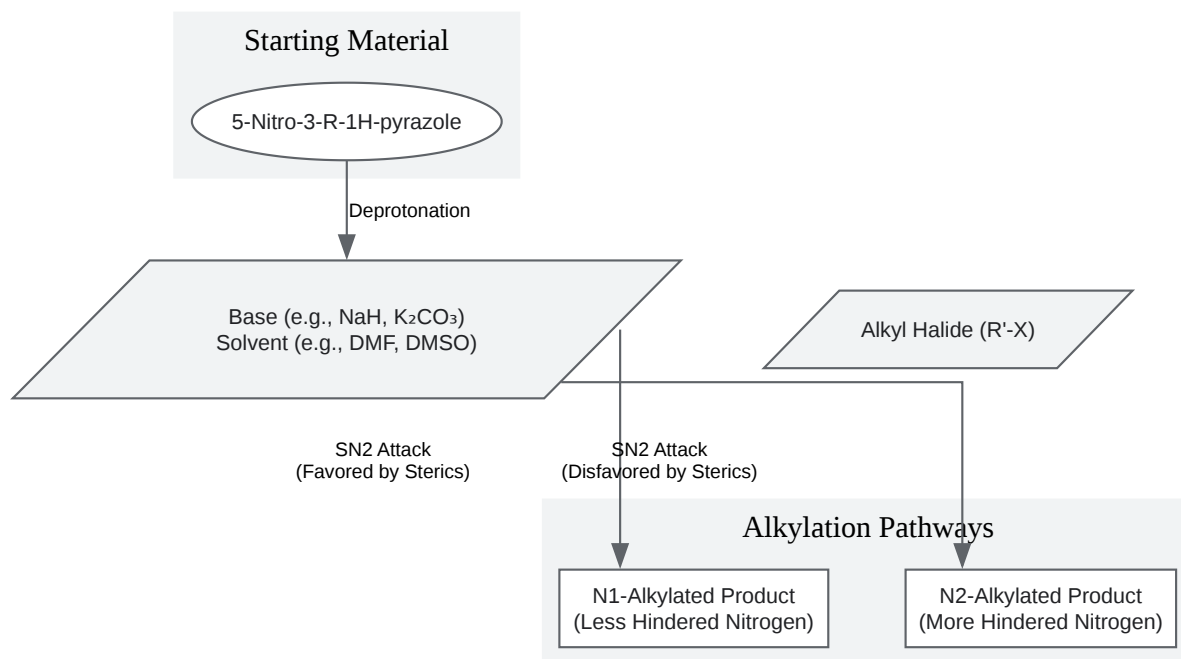 Starting Material
5-Nitro-3-R-1H-pyrazole
Deprotonation
Base (e.g., NaH, K₂CO₃)
Solvent (e.g., DMF, DMSO)
Alkyl Halide (R'-X)
SN2 Attack
(Favored by Sterics)
SN2 Attack
(Disfavored by Sterics)
Alkylation Pathways
N1-Alkylated Product
(Less Hindered Nitrogen)
N2-Alkylated Product
(More Hindered Nitrogen)